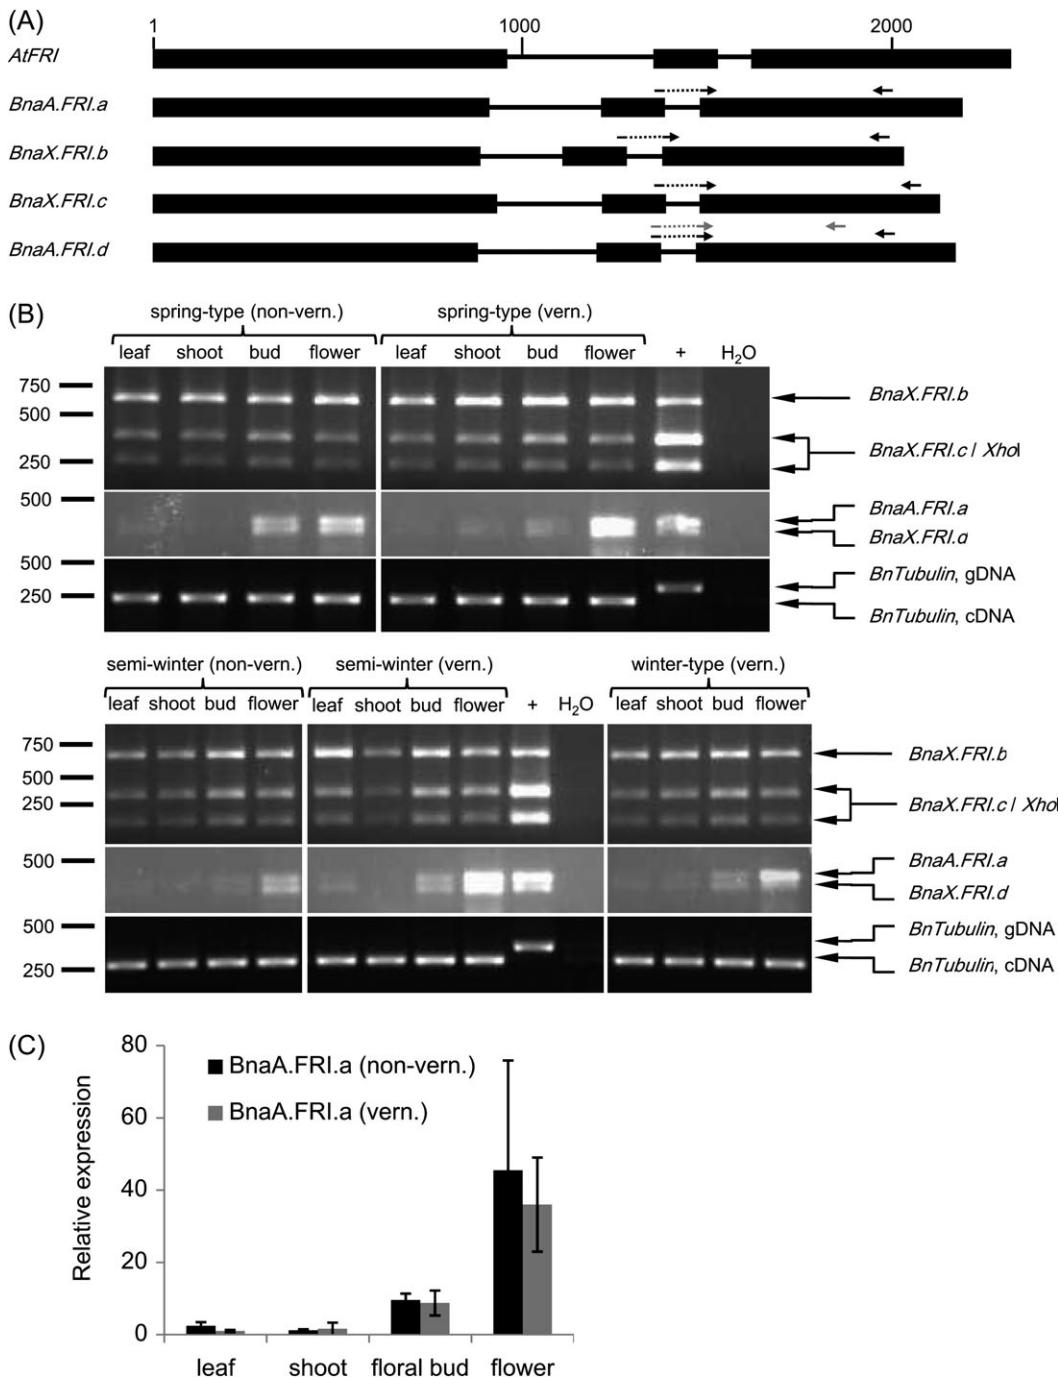 (A)
1 1000 2000
AtFRI
BnaA.FRI.a
BnaX.FRI.b
BnaX.FRI.c
BnaA.FRI.d
(B)
spring-type (non-vern.) spring-type (vern.)
leaf shoot bud flower leaf shoot bud flower + H2O
750
500
250
BnaX.FRI.b
BnaX.FRI.c / XhoI
500
BnaA.FRI.a
BnaX.FRI.d
500
250
BnTubulin, gDNA
BnTubulin, cDNA
semi-winter (non-vern.) semi-winter (vern.) winter-type (vern.)
leaf shoot bud flower leaf shoot bud flower + H2O leaf shoot bud flower
750
500
250
BnaX.FRI.b
BnaX.FRI.c / XhoI
500
BnaA.FRI.a
BnaX.FRI.d
500
250
BnTubulin, gDNA
BnTubulin, cDNA
(C)
Relative expression
80
60
40
20
0
BnaA.FRI.a (non-vern.)
BnaA.FRI.a (vern.)
leaf shoot floral bud flower